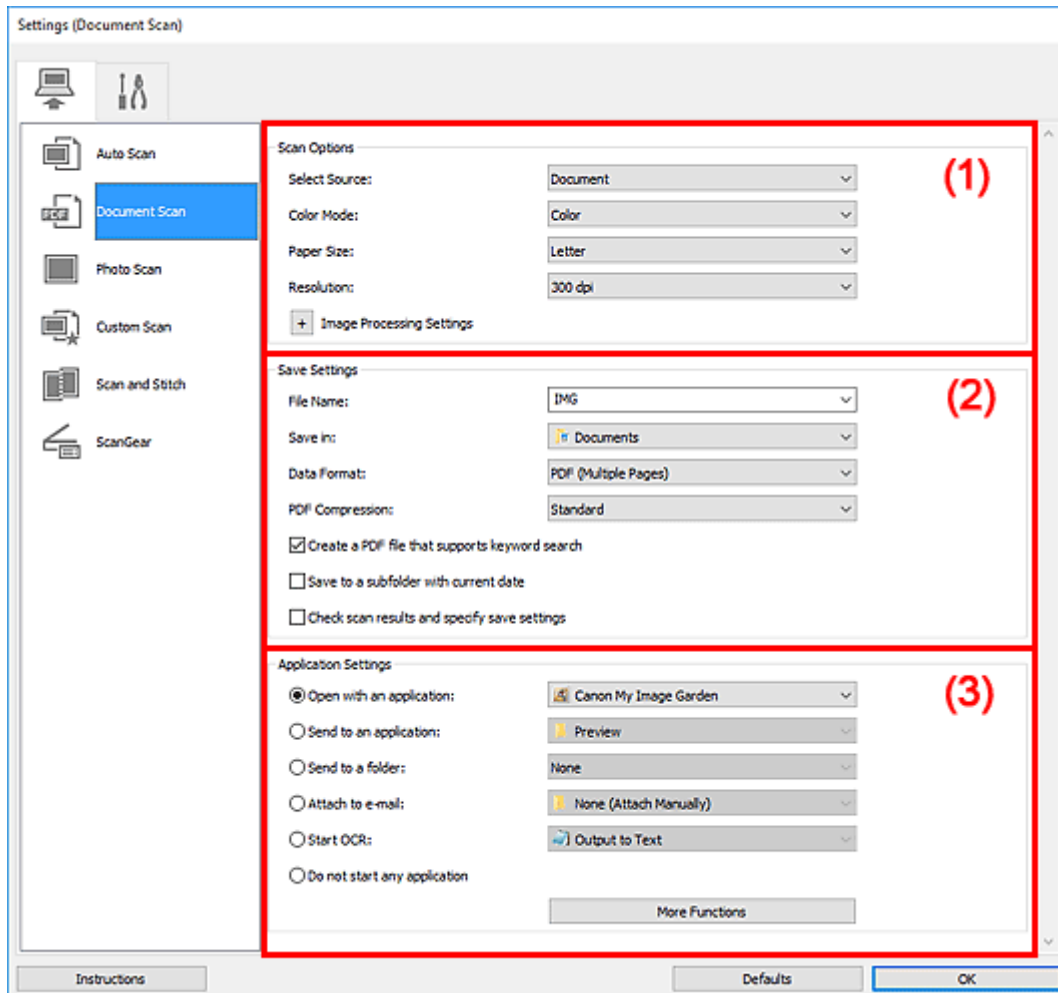 Settings (Document Scan)
Auto Scan
PDF
Document Scan
Photo Scan
Custom Scan
Scan and Stitch
ScanGear
Scan Options
(1)
Select Source: Document
Color Mode: Color
Paper Size: Letter
Resolution: 300 dpi
+ Image Processing Settings
Save Settings
(2)
File Name: IMG
Save in: Documents
Data Format: PDF (Multiple Pages)
PDF Compression: Standard
Create a PDF file that supports keyword search
Save to a subfolder with current date
Check scan results and specify save settings
Application Settings
(3)
Open with an application: Canon My Image Garden
Send to an application: Preview
Send to a folder: None
Attach to e-mail: None (Attach Manually)
Start OCR: Output to Text
Do not start any application
More Functions
Instructions Defaults OK